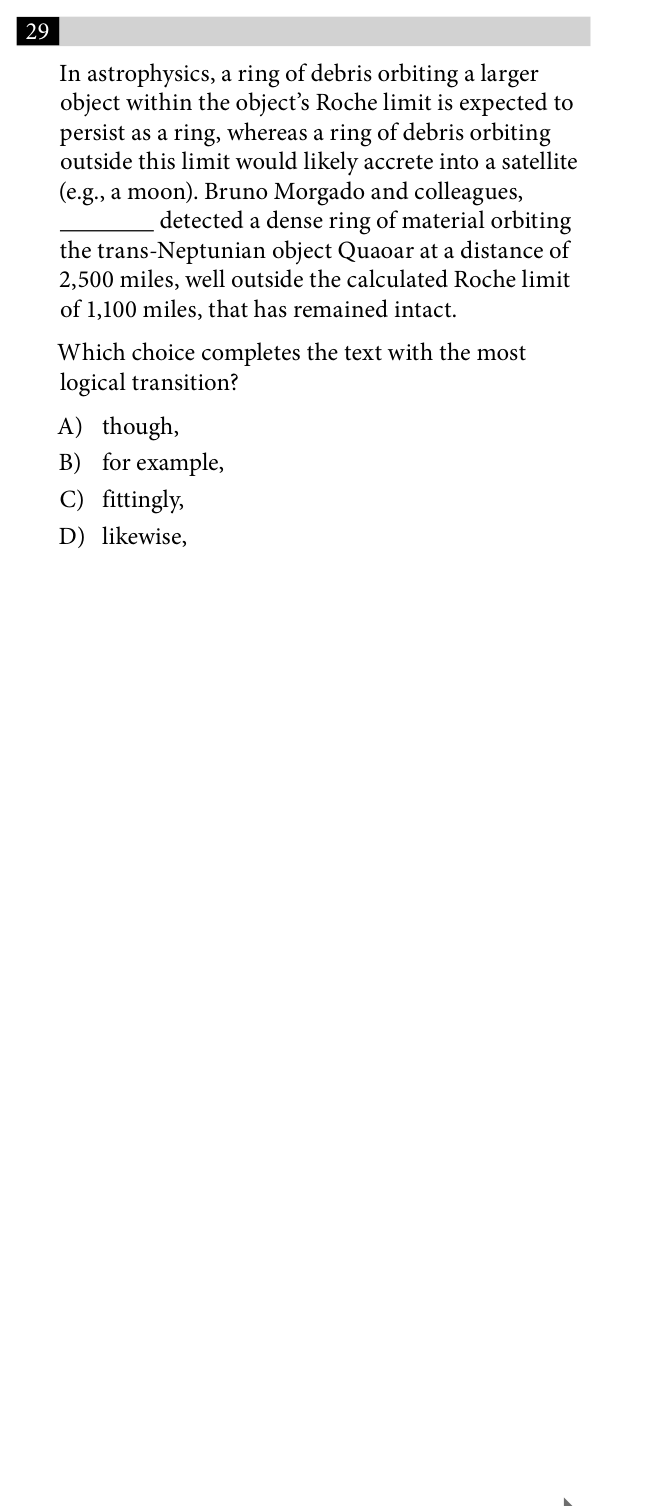 29
In astrophysics, a ring of debris orbiting a larger
object within the object’s Roche limit is expected to
persist as a ring, whereas a ring of debris orbiting
outside this limit would likely accrete into a satellite
(e.g., a moon). Bruno Morgado and colleagues,
________ detected a dense ring of material orbiting
the trans-Neptunian object Quaoar at a distance of
2,500 miles, well outside the calculated Roche limit
of 1,100 miles, that has remained intact.
Which choice completes the text with the most
logical transition?
A) though,
B) for example,
C) fittingly,
D) likewise,